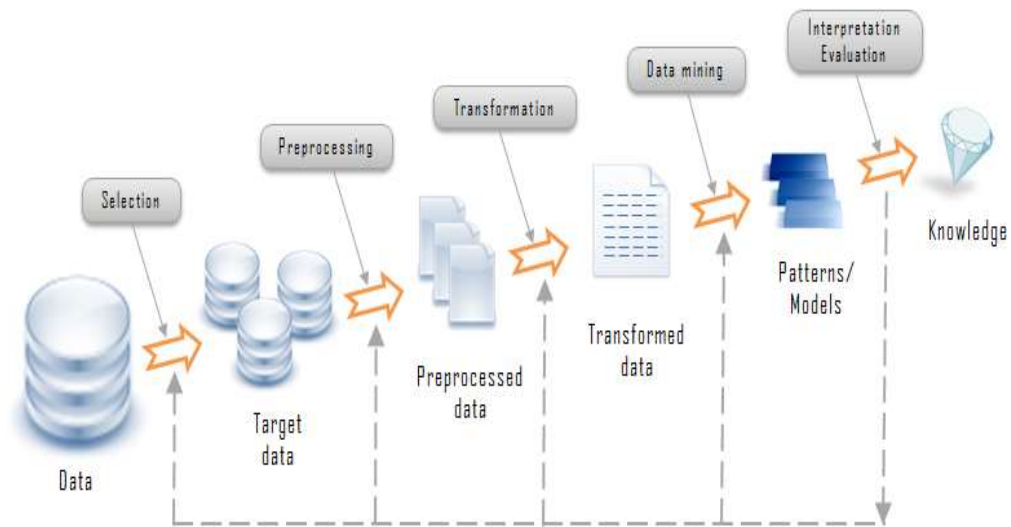 Interpretation
Evaluation
Data mining
Transformation
Preprocessing
Selection
Knowledge
Patterns/
Models
Transformed
data
Preprocessed
data
Target
data
Data